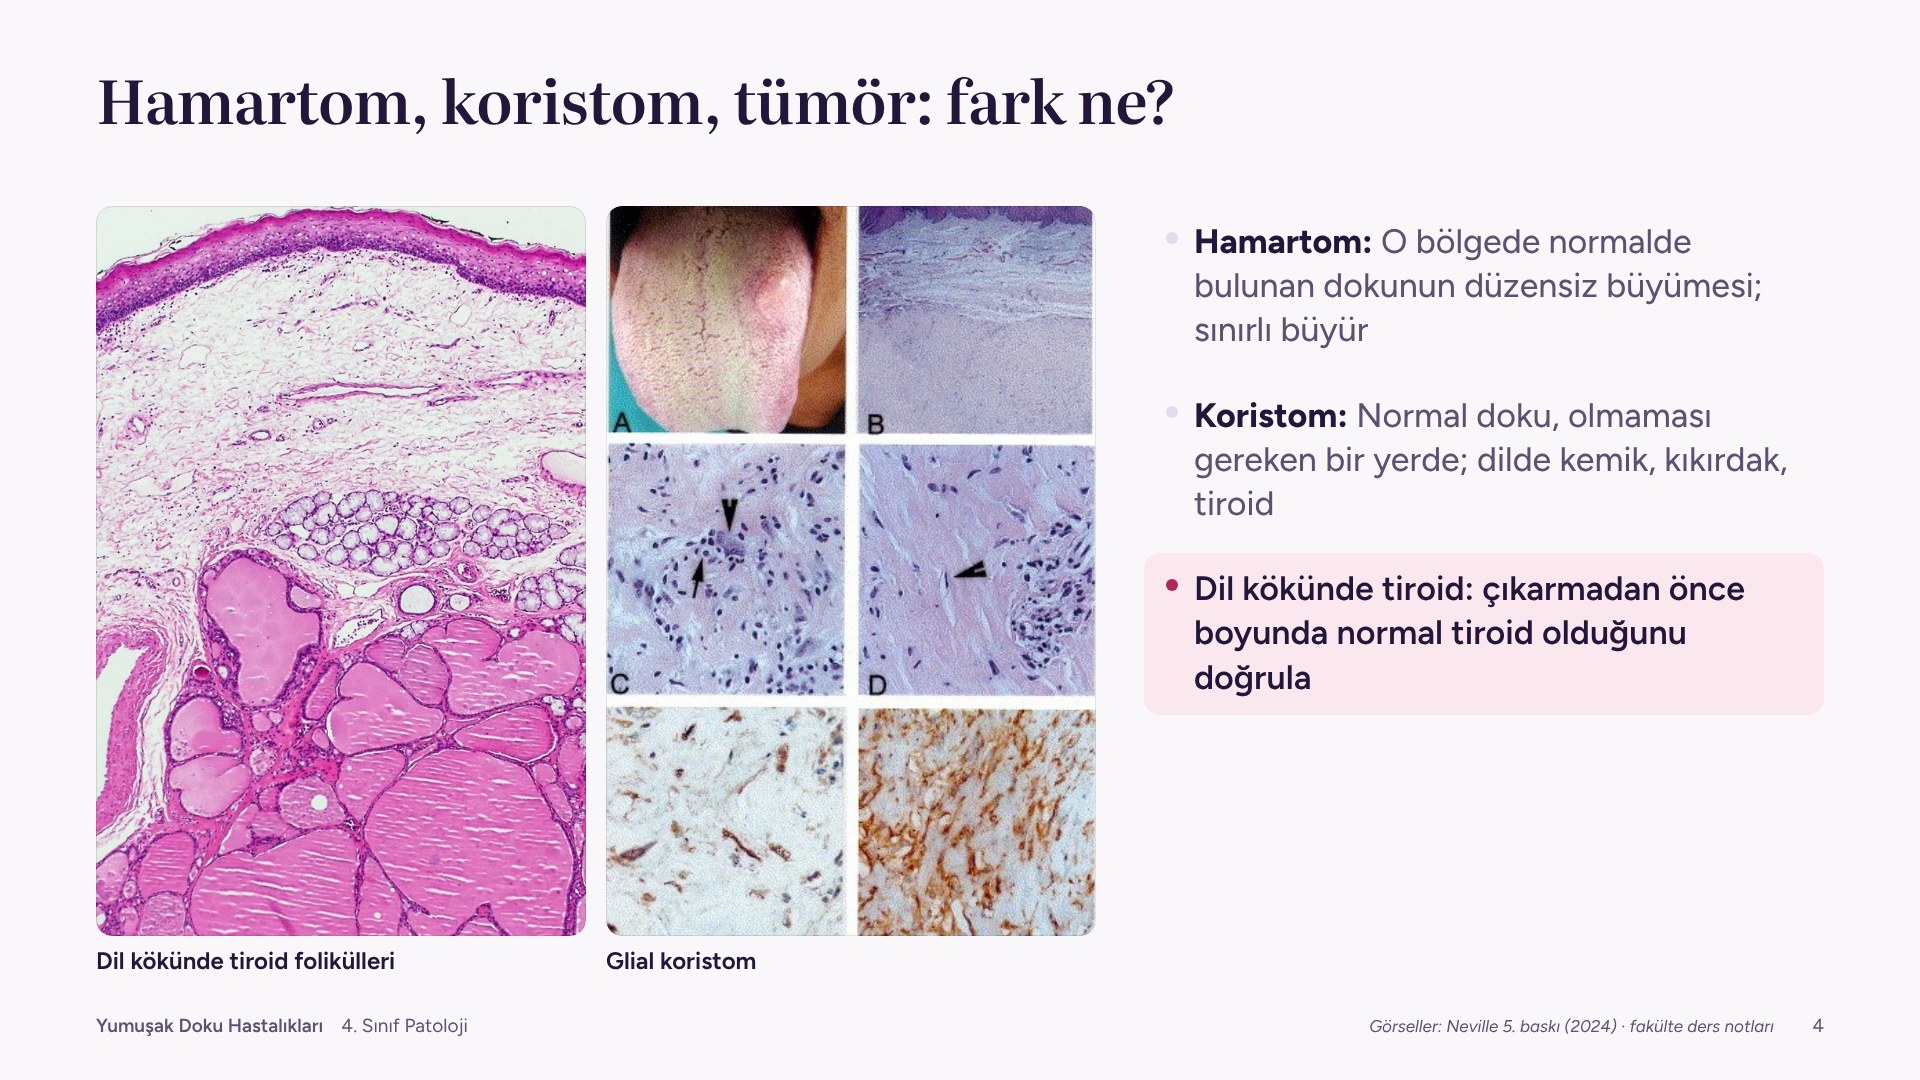 Hamartom, koristom, tümör: fark ne?
A
B
C
D
Dil kökünde tiroid folikülleri
Glial koristom
Hamartom: O bölgede normalde
bulunan dokunun düzensiz büyümesi;
sınırlı büyür
Koristom: Normal doku, olmaması
gereken bir yerde; dilde kemik, kıkırdak,
tiroid
Dil kökünde tiroid: çıkarmadan önce
boyunda normal tiroid olduğunu
doğrula
Yumuşak Doku Hastalıkları 4. Sınıf Patoloji
Görseller: Neville 5. baskı (2024) · fakülte ders notları 4